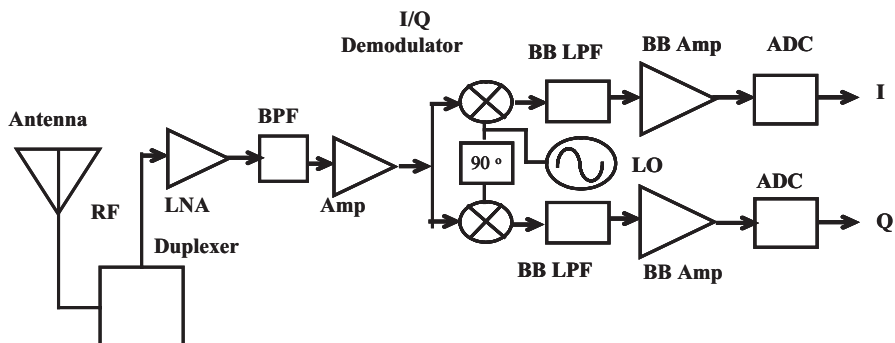 I/Q
Demodulator
BB LPF
BB Amp
ADC
I
Antenna
BPF
90 °
LO
RF
LNA
Amp
ADC
Duplexer
Q
BB LPF
BB Amp